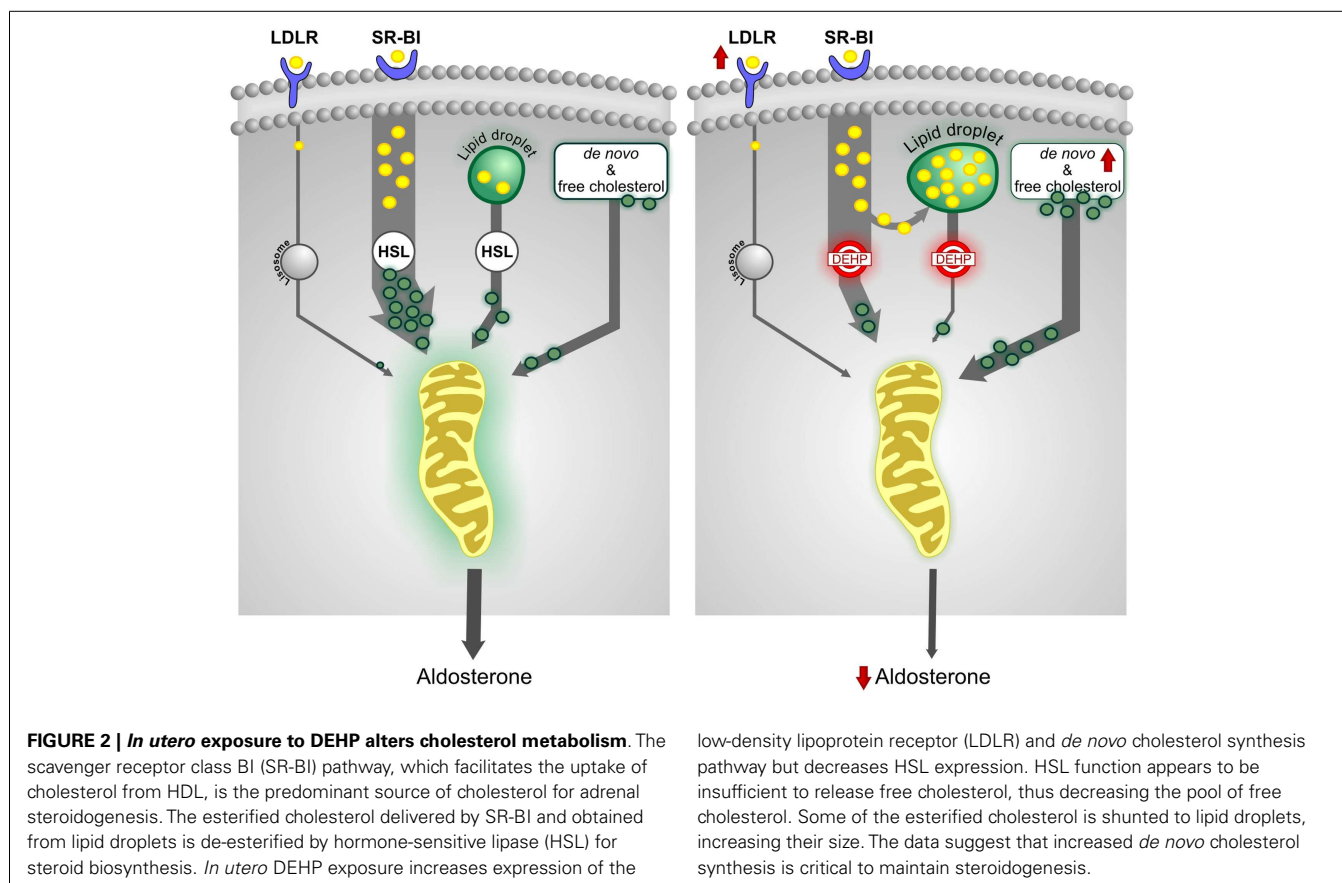 LDLR
SR-BI
Lipid droplet
de novo
&
free cholesterol
HSL
HSL
Lisosome
Aldosterone
LDLR
SR-BI
Lipid droplet
de novo
&
free cholesterol
DEHP
DEHP
Lisosome
Aldosterone
FIGURE 2 | In utero exposure to DEHP alters cholesterol metabolism. The
scavenger receptor class BI (SR-BI) pathway, which facilitates the uptake of
cholesterol from HDL, is the predominant source of cholesterol for adrenal
steroidogenesis. The esterified cholesterol delivered by SR-BI and obtained
from lipid droplets is de-esterified by hormone-sensitive lipase (HSL) for
steroid biosynthesis. In utero DEHP exposure increases expression of the
low-density lipoprotein receptor (LDLR) and de novo cholesterol synthesis
pathway but decreases HSL expression. HSL function appears to be
insufficient to release free cholesterol, thus decreasing the pool of free
cholesterol. Some of the esterified cholesterol is shunted to lipid droplets,
increasing their size. The data suggest that increased de novo cholesterol
synthesis is critical to maintain steroidogenesis.